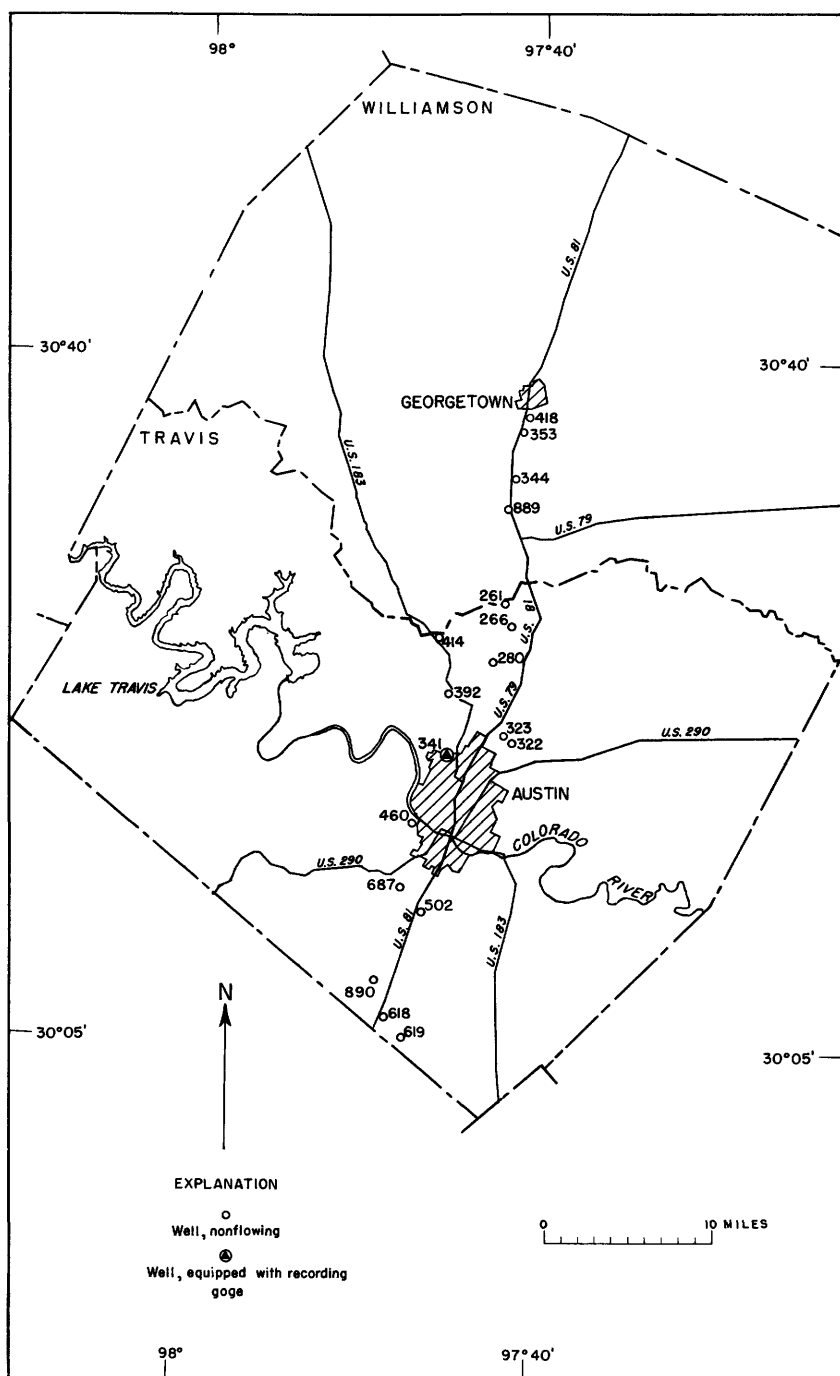 98°
97°40'
WILLIAMSON
U.S. 81
30°40'
30°40'
GEORGETOWN
418
353
TRAVIS
U.S. 183
344
889
U.S. 79
261
266
U.S. 81
414
280
LAKE TRAVIS
392
U.S. 79
323
322
U.S. 290
341
AUSTIN
460
COLORADO
RIVER
U.S. 290
687
502
U.S. 81
U.S. 183
890
N
618
619
30°05'
30°05'
EXPLANATION
Well, nonflowing
Well, equipped with recording
goge
0 10 MILES
98°
97°40'